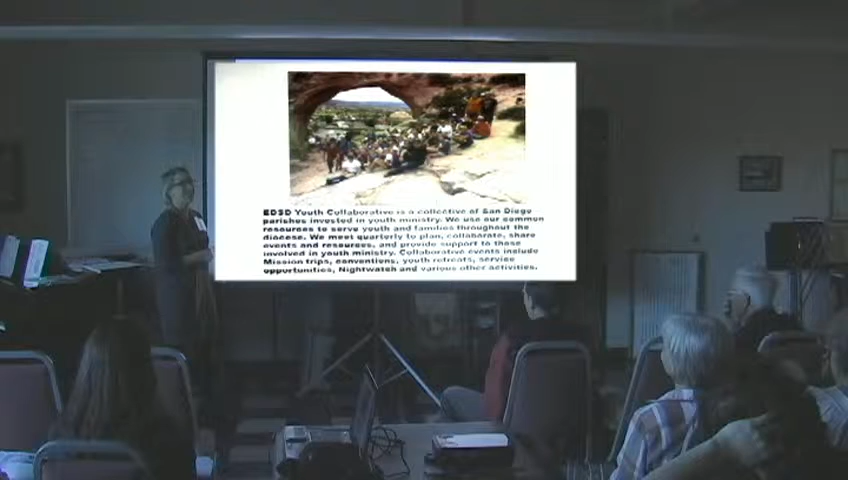 EDSD Youth Collaborative is a collective of San Diego
parishes invested in youth ministry. We use our common
resources to serve youth and families throughout the
diocese. We meet quarterly to plan, collaborate, share
events and resources, and provide support to those
involved in youth ministry. Collaborative events include
Mission trips, conventions, youth retreats, service
opportunities, Nightwatch and various other activities.